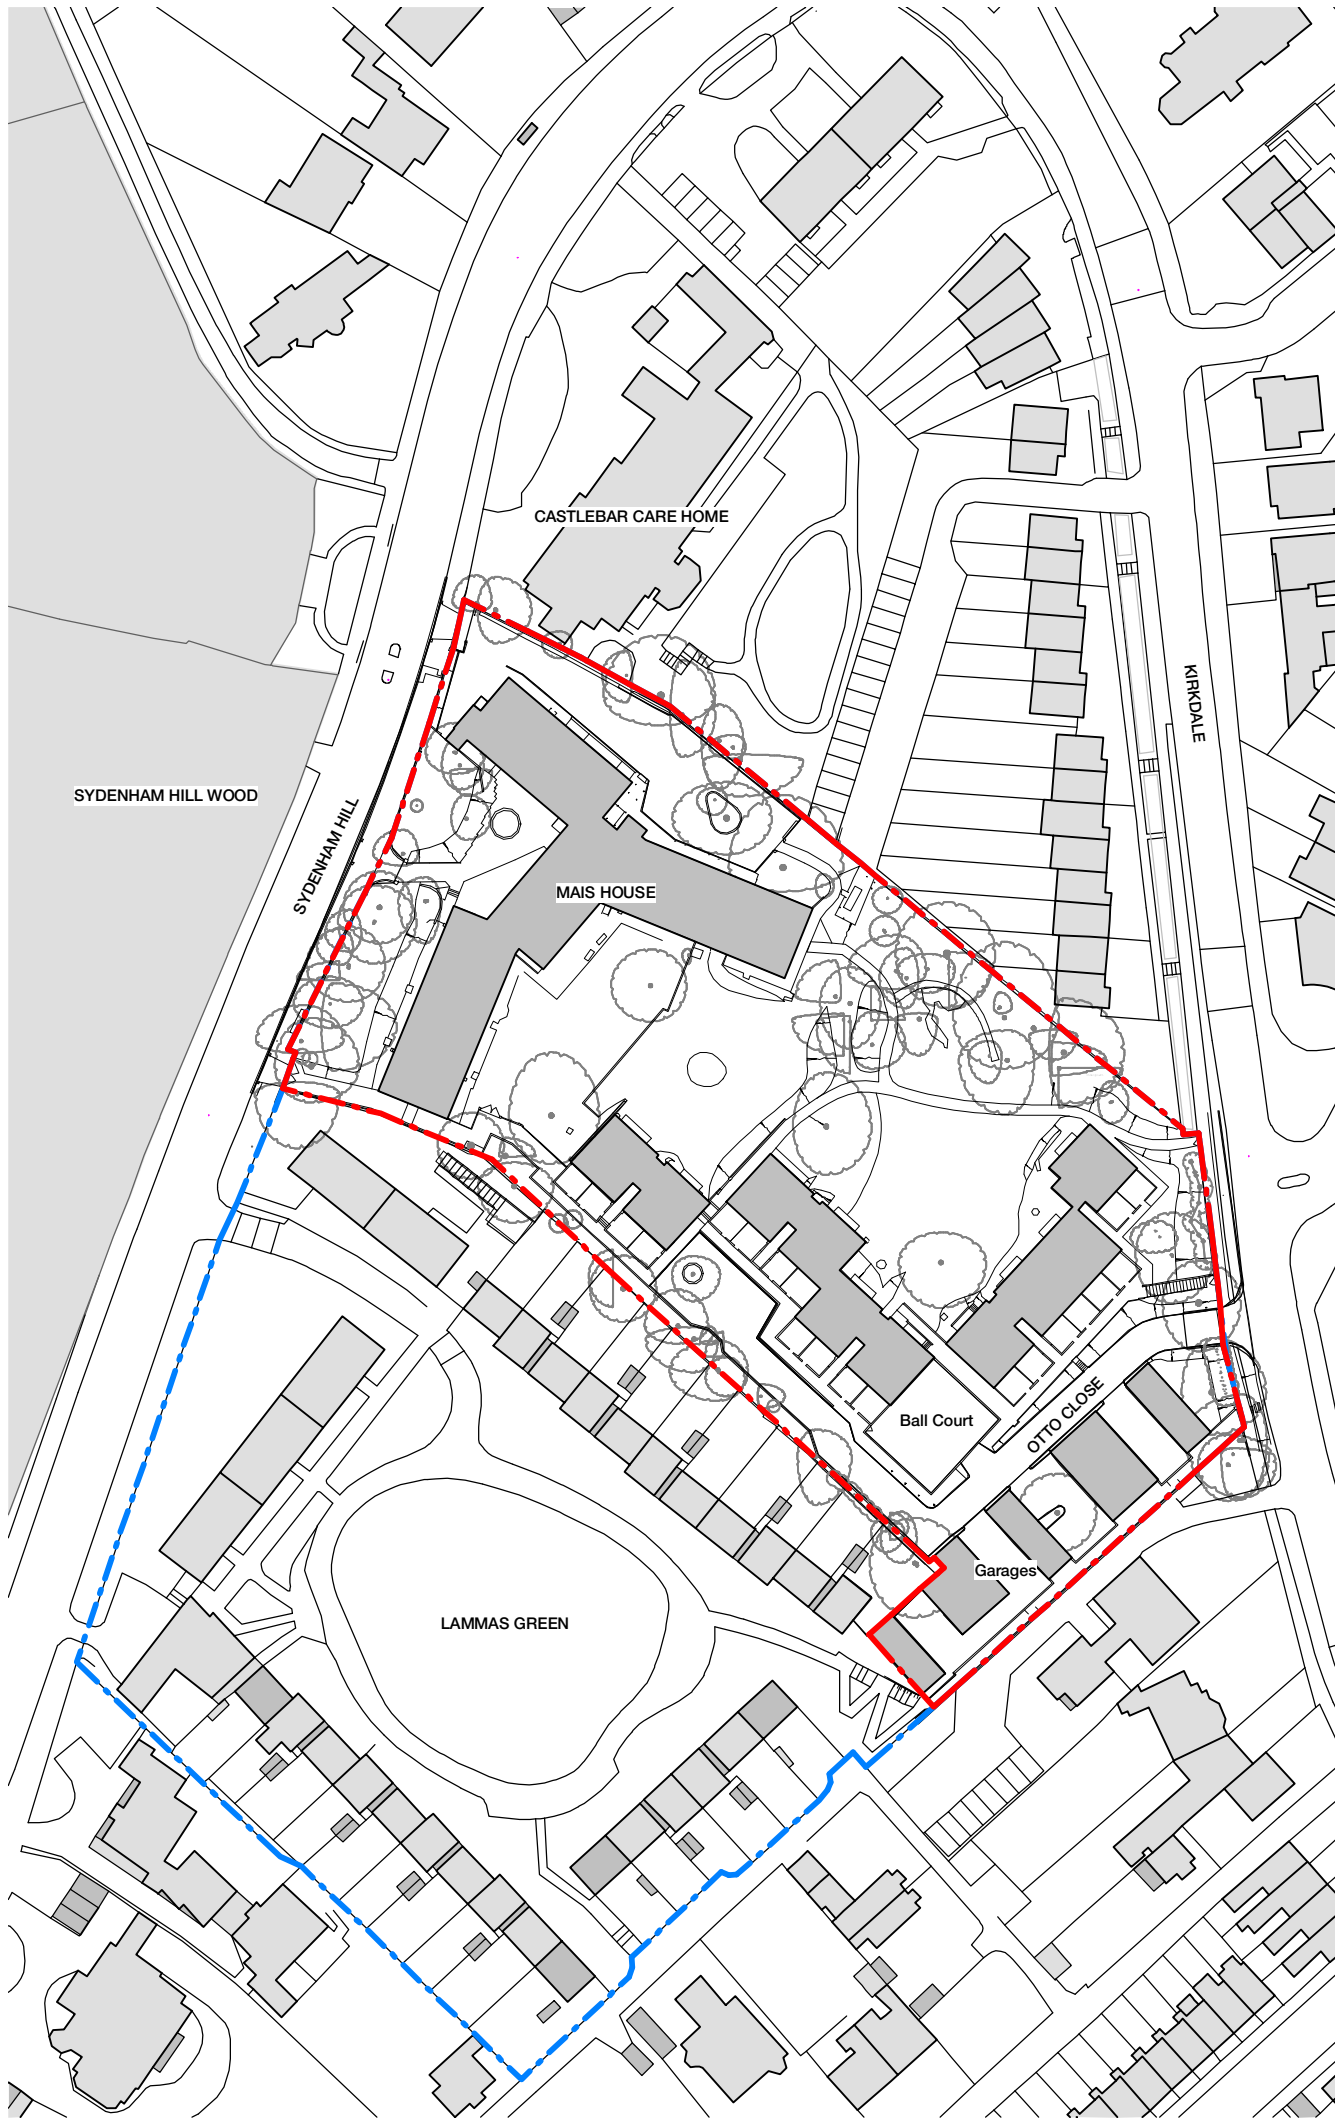 CASTLEBAR CARE HOME
KIRKDALE
SYDENHAM HILL WOOD
SYDENHAM HILL
MAIS HOUSE
OTTO CLOSE
Ball Court
Garages
LAMMAS GREEN